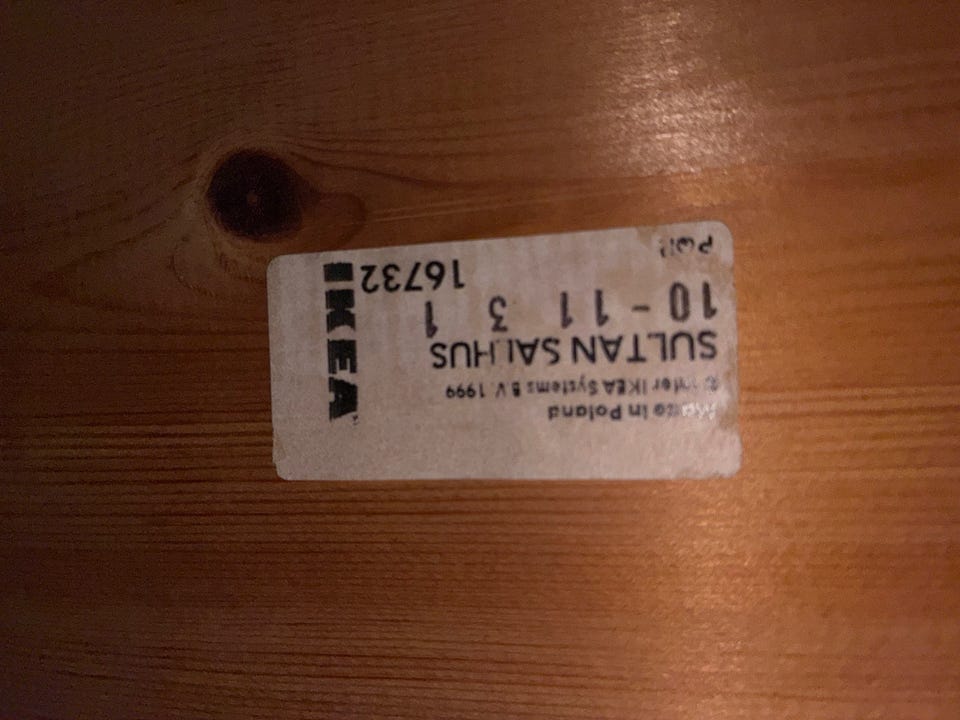 Made in Poland
© Inter IKEA Systems B.V. 1999
SULTAN SALHUS
10-11 3 1
16732
IKEA